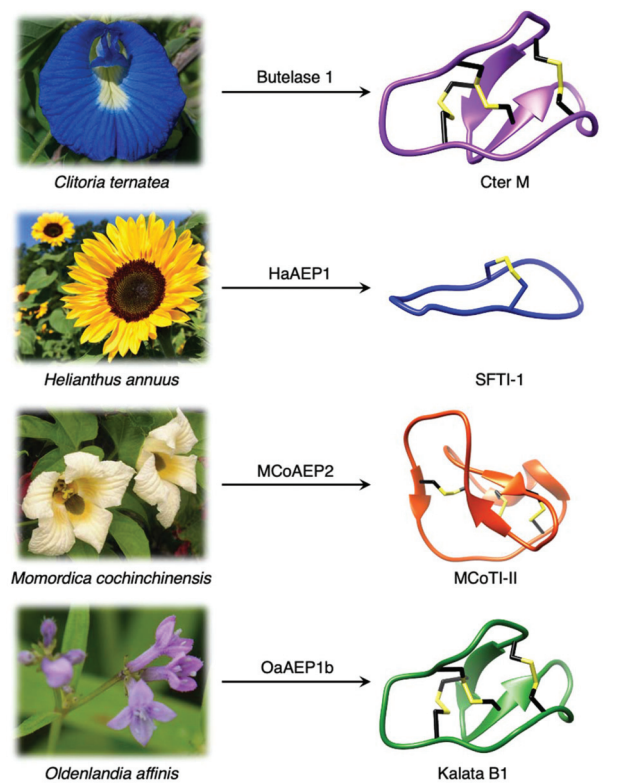 Butelase 1
Clitoria ternatea
Cter M
HaAEP1
Helianthus annuus
SFTI-1
MCoAEP2
Momordica cochinchinensis
MCoTI-II
OaAEP1b
Oldenlandia affinis
Kalata B1